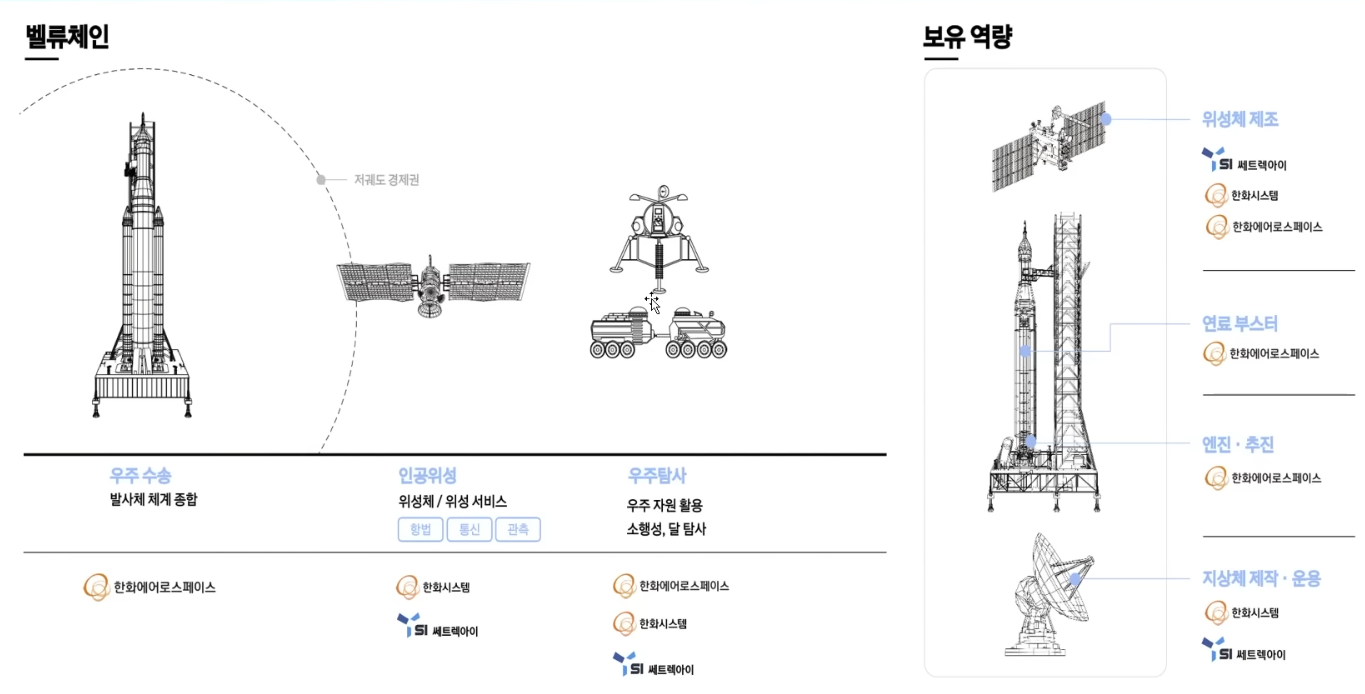 벨류체인
저궤도 경제권
우주 수송
발사체 체계 종합
한화에어로스페이스
인공위성
위성체 / 위성 서비스
항법 통신 관측
한화시스템
SI 쎄트렉아이
우주탐사
우주 자원 활용
소행성, 달 탐사
한화에어로스페이스
한화시스템
SI 쎄트렉아이
보유 역량
위성체 제조
SI 쎄트렉아이
한화시스템
한화에어로스페이스
연료 부스터
한화에어로스페이스
엔진 · 추진
한화에어로스페이스
지상체 제작 · 운용
한화시스템
SI 쎄트렉아이